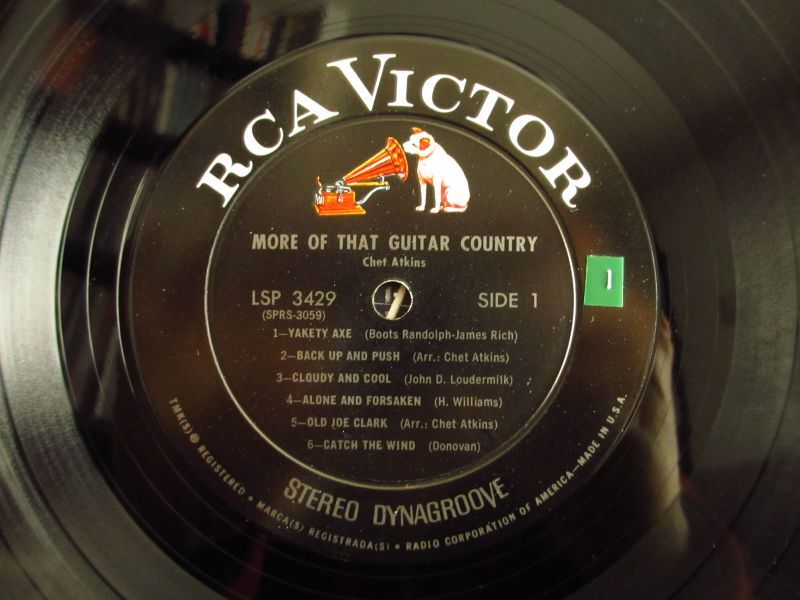 RCA VICTOR
MORE OF THAT GUITAR COUNTRY
Chet Atkins
LSP 3429 SIDE 1
(SPRS-3059)
1
1—YAKETY AXE (Boots Randolph-James Rich)
2—BACK UP AND PUSH (Arr.: Chet Atkins)
3—CLOUDY AND COOL (John D. Loudermilk)
4—ALONE AND FORSAKEN (H. Williams)
5—OLD JOE CLARK (Arr.: Chet Atkins)
6—CATCH THE WIND (Donovan)
STEREO DYNAGROOVE
TMK(S) ® REGISTERED • MARCA(S) REGISTRADA(S) • RADIO CORPORATION OF AMERICA—MADE IN U.S.A.